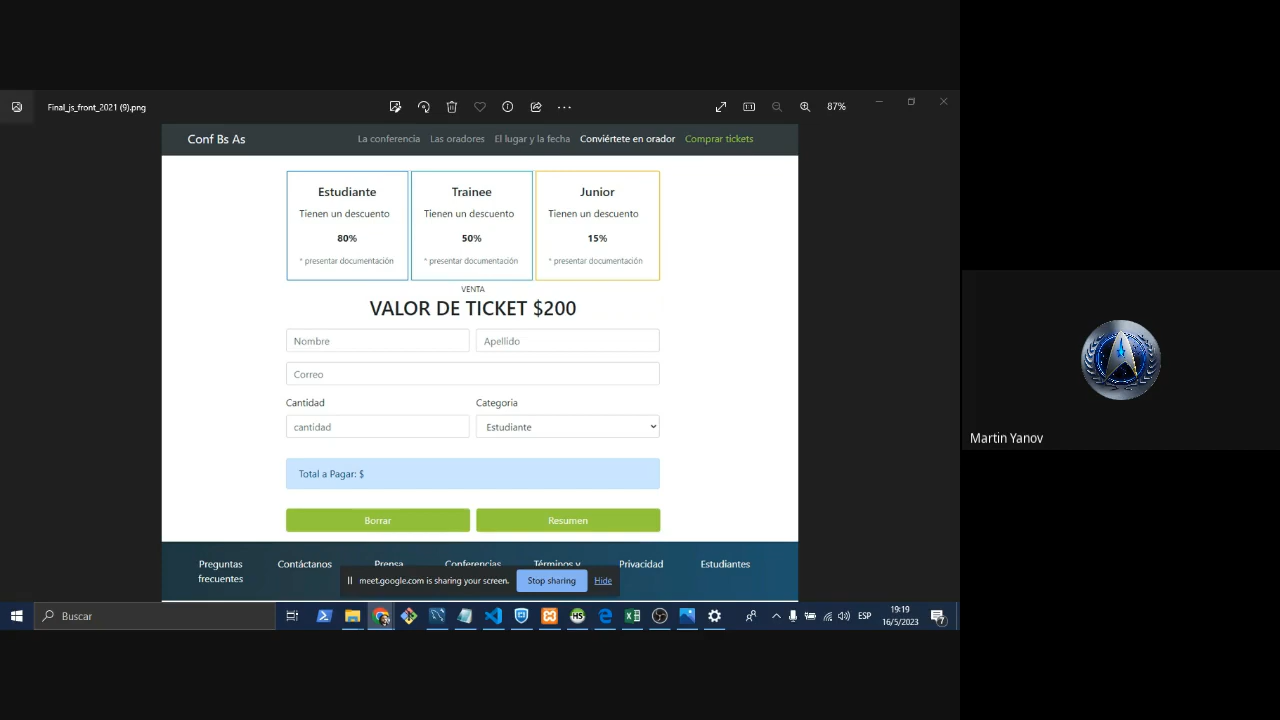 Final_js_front_2021 (9).png
87%
Conf Bs As
La conferencia
Las oradores
El lugar y la fecha
Conviértete en orador
Comprar tickets
Estudiante
Tienen un descuento
80%
* presentar documentación
Trainee
Tienen un descuento
50%
* presentar documentación
Junior
Tienen un descuento
15%
* presentar documentación
VENTA
VALOR DE TICKET $200
Nombre
Apellido
Correo
Cantidad
Categoria
cantidad
Estudiante
Total a Pagar: $
Borrar
Resumen
Preguntas
frecuentes
Contáctanos
Prensa
Conferencias
Términos y
Privacidad
Estudiantes
meet.google.com is sharing your screen.
Stop sharing
Hide
Buscar
ESP
19:19
16/5/2023
7
Martin Yanov